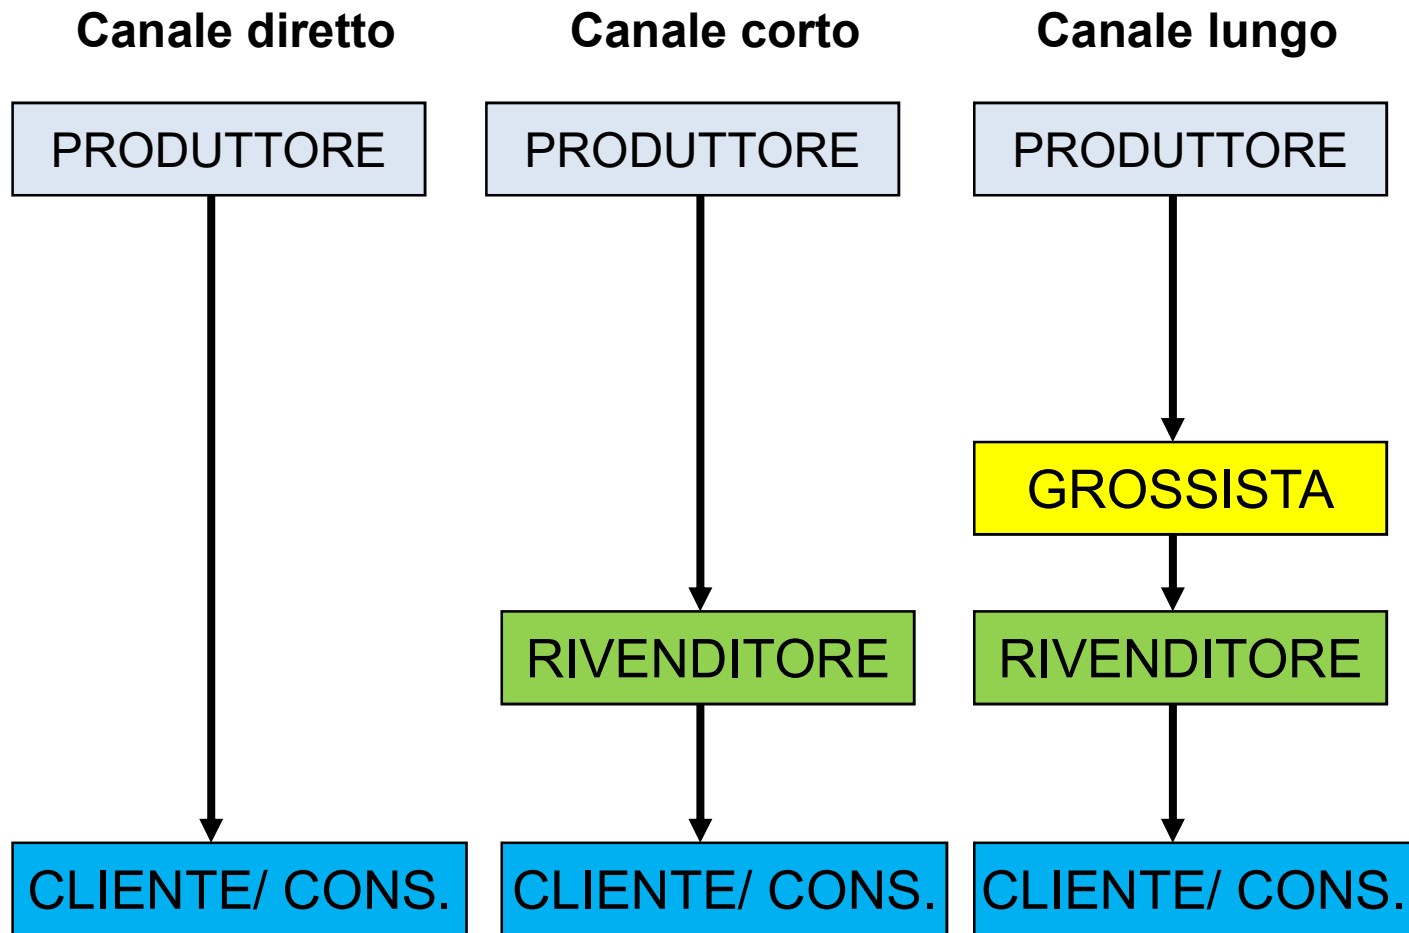 Canale diretto
Canale corto
Canale lungo
PRODUTTORE
PRODUTTORE
PRODUTTORE
GROSSISTA
RIVENDITORE
RIVENDITORE
CLIENTE/ CONS.
CLIENTE/ CONS.
CLIENTE/ CONS.